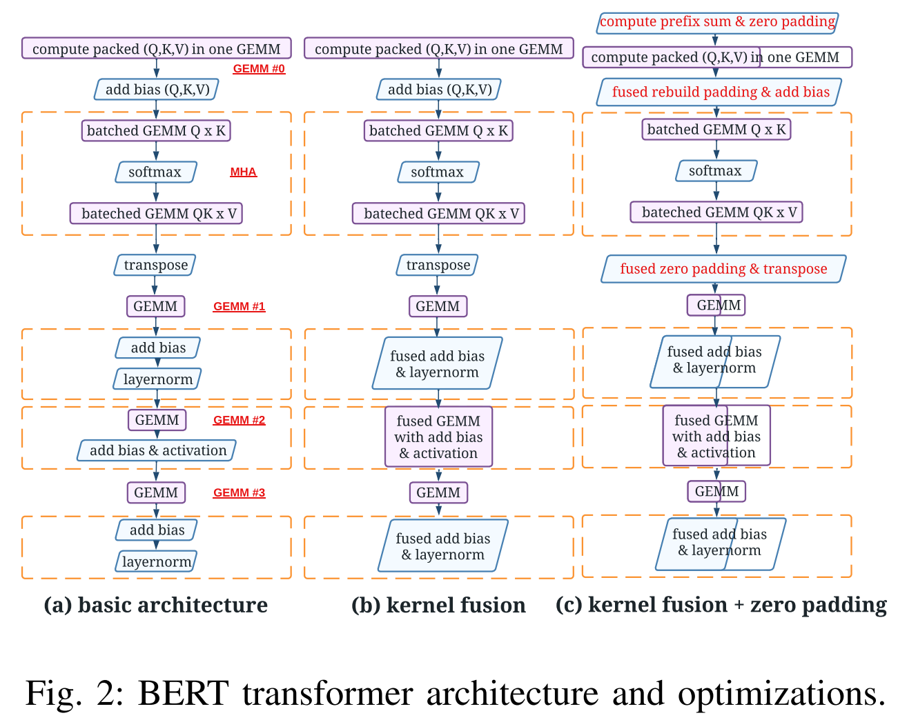 compute packed (Q,K,V) in one GEMM
GEMM #0
add bias (Q,K,V)
batched GEMM Q x K
softmax
MHA
bateched GEMM QK x V
transpose
GEMM
GEMM #1
add bias
layernorm
GEMM
GEMM #2
add bias & activation
GEMM
GEMM #3
add bias
layernorm
(a) basic architecture
compute packed (Q,K,V) in one GEMM
add bias (Q,K,V)
batched GEMM Q x K
softmax
bateched GEMM QK x V
transpose
GEMM
fused add bias
& layernorm
fused GEMM
with add bias
& activation
GEMM
fused add bias
& layernorm
(b) kernel fusion
compute prefix sum & zero padding
compute packed (Q,K,V) in one GEMM
fused rebuild padding & add bias
batched GEMM Q x K
softmax
bateched GEMM QK x V
fused zero padding & transpose
GEMM
fused add bias
& layernorm
fused GEMM
with add bias
& activation
GEMM
fused add bias
& layernorm
(c) kernel fusion + zero padding
Fig. 2: BERT transformer architecture and optimizations.